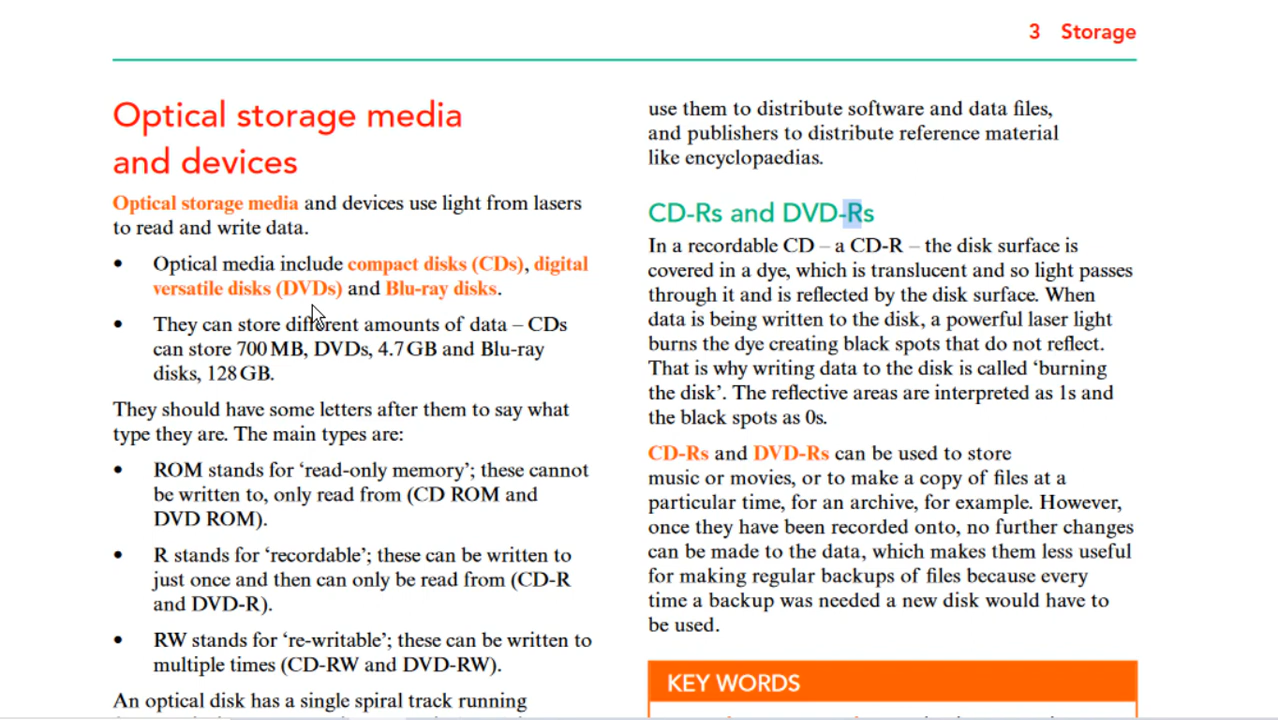 3 Storage
Optical storage media
and devices
Optical storage media and devices use light from lasers
to read and write data.
• Optical media include compact disks (CDs), digital
versatile disks (DVDs) and Blu-ray disks.
• They can store different amounts of data – CDs
can store 700 MB, DVDs, 4.7 GB and Blu-ray
disks, 128 GB.
They should have some letters after them to say what
type they are. The main types are:
• ROM stands for ‘read-only memory’; these cannot
be written to, only read from (CD ROM and
DVD ROM).
• R stands for ‘recordable’; these can be written to
just once and then can only be read from (CD-R
and DVD-R).
• RW stands for ‘re-writable’; these can be written to
multiple times (CD-RW and DVD-RW).
An optical disk has a single spiral track running
use them to distribute software and data files,
and publishers to distribute reference material
like encyclopaedias.
CD-Rs and DVD-Rs
In a recordable CD – a CD-R – the disk surface is
covered in a dye, which is translucent and so light passes
through it and is reflected by the disk surface. When
data is being written to the disk, a powerful laser light
burns the dye creating black spots that do not reflect.
That is why writing data to the disk is called ‘burning
the disk’. The reflective areas are interpreted as 1s and
the black spots as 0s.
CD-Rs and DVD-Rs can be used to store
music or movies, or to make a copy of files at a
particular time, for an archive, for example. However,
once they have been recorded onto, no further changes
can be made to the data, which makes them less useful
for making regular backups of files because every
time a backup was needed a new disk would have to
be used.
KEY WORDS